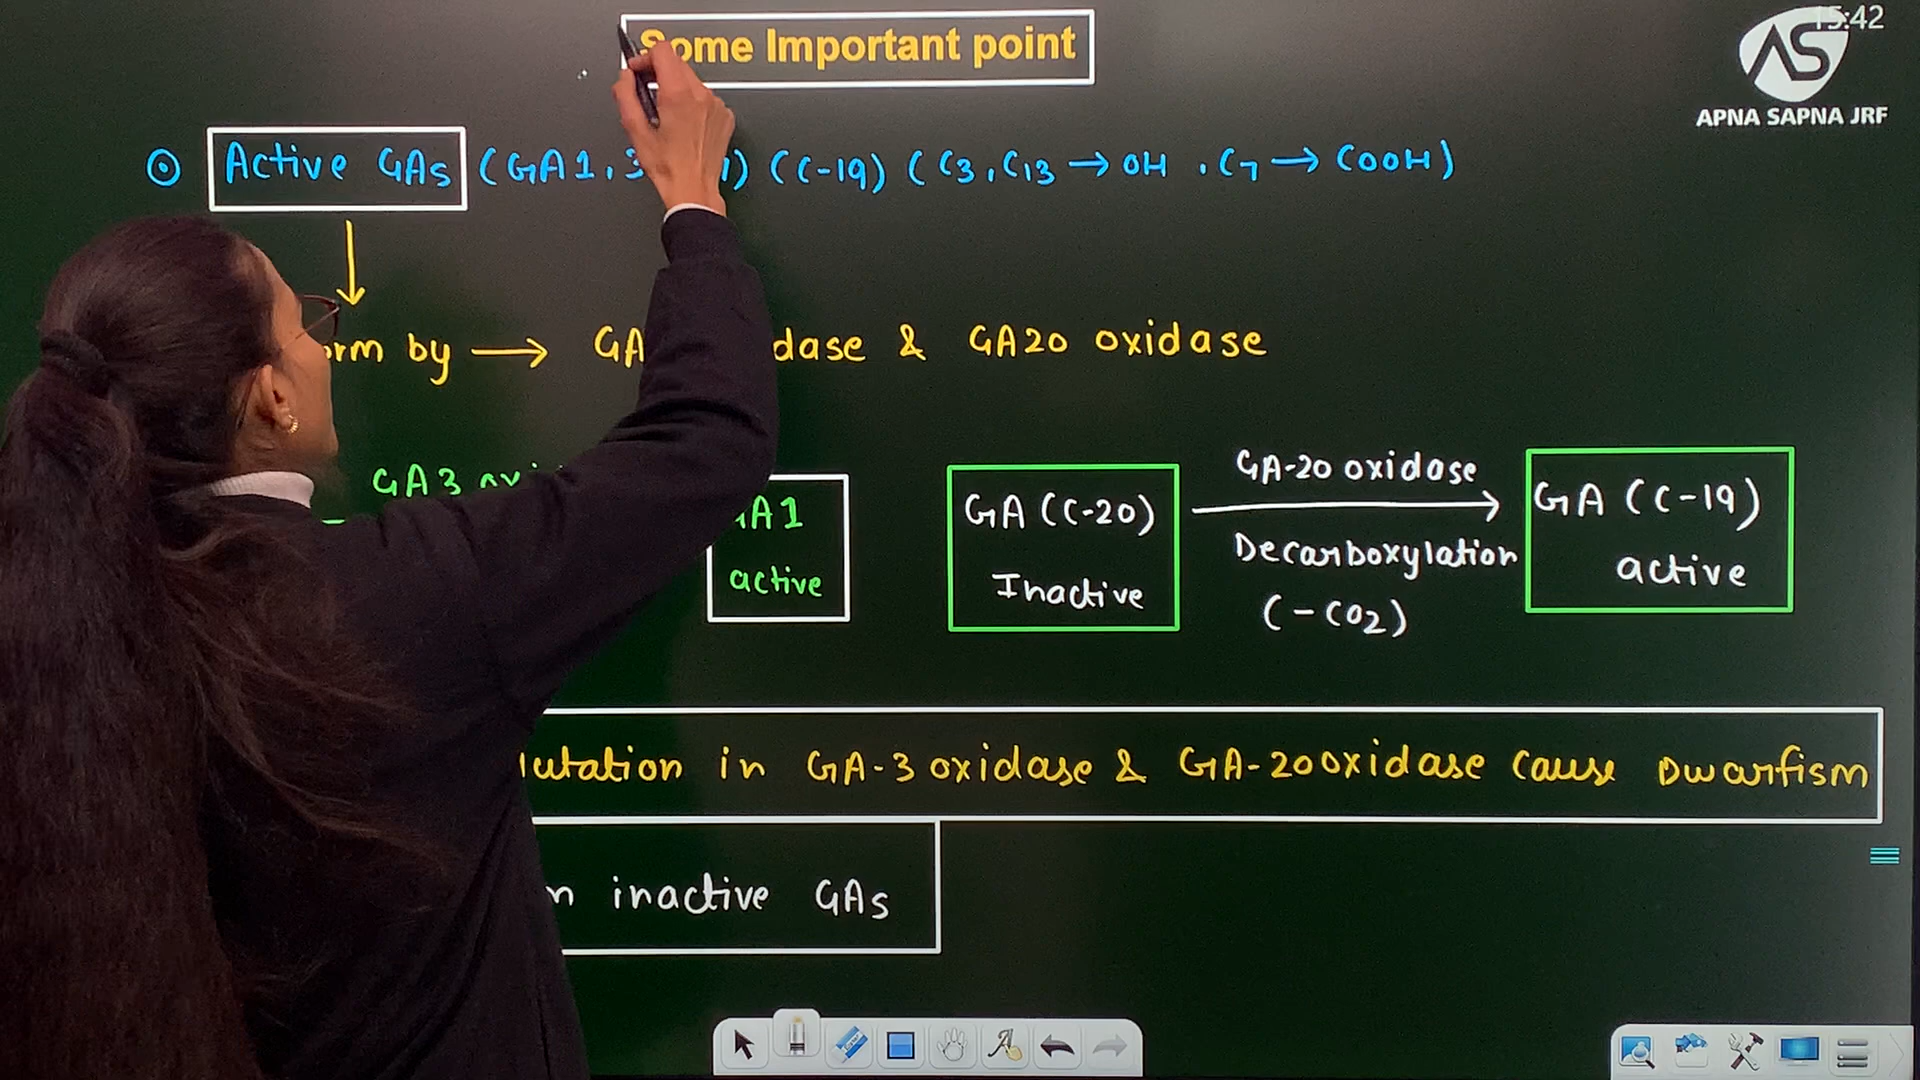 Some Important point
15:42
AS
APNA SAPNA JRF
⊙ Active GAs (GA1, 3 ) (C-19) (C3, C13 → OH , C7 → COOH)
by → GA dase & GA20 oxidase
GA3
GA1
active
GA (C-20)
Inactive
GA-20 oxidase
Decarboxylation
(-CO2)
GA (C-19)
active
utation in GA-3 oxidase & GA-20oxidase cause Dwarfism
inactive GAs